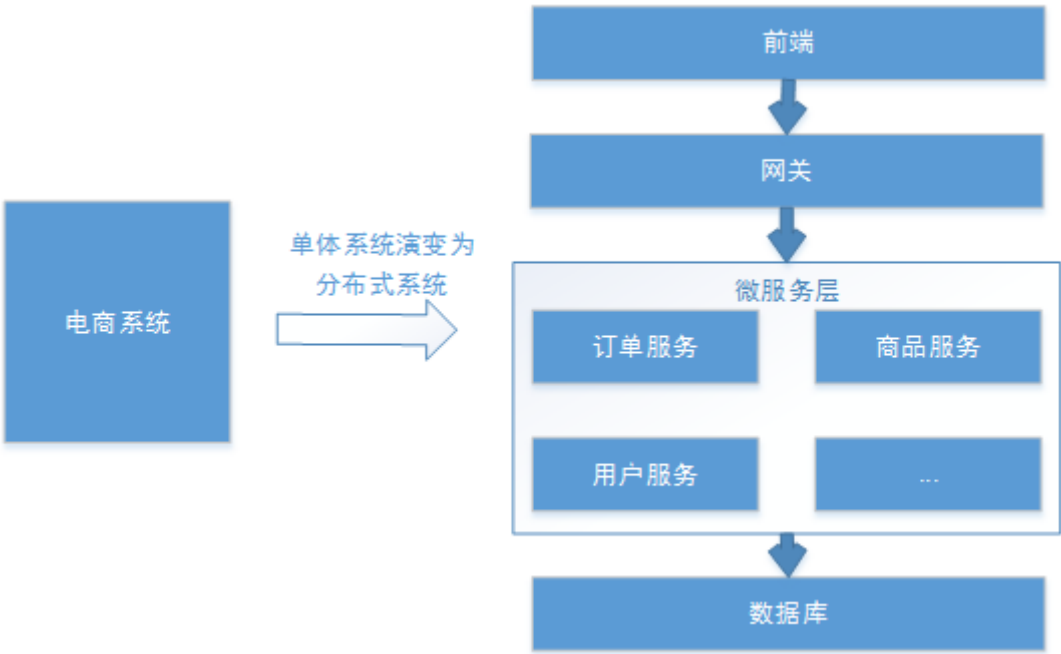 电商系统
单体系统演变为
分布式系统
前端
网关
微服务层
订单服务
商品服务
用户服务
...
数据库